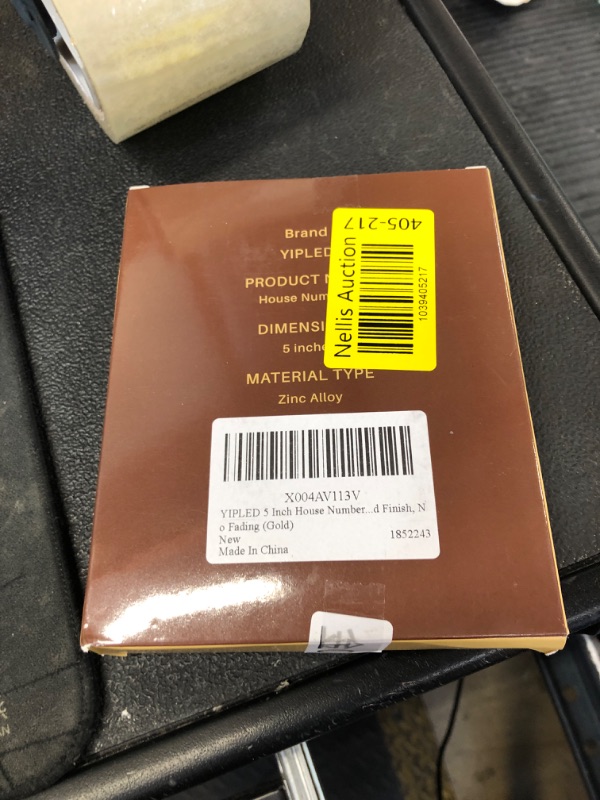 Brand
YIPLED
PRODUCT
House Num
DIMENSI
5 inche
MATERIAL TYPE
Zinc Alloy
Nellis Auction
405-217
1039405217
X004AV113V
YIPLED 5 Inch House Number...d Finish, N
o Fading (Gold)
New
1852243
Made In China